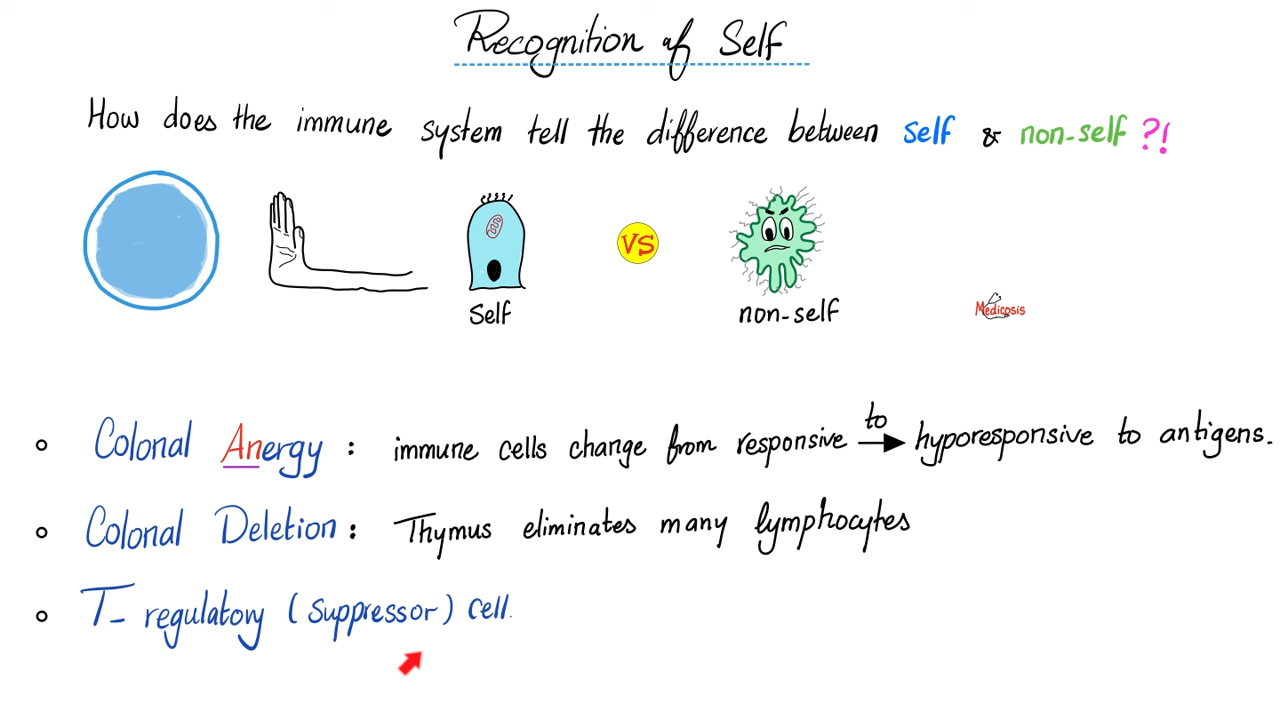 Recognition of Self
How does the immune system tell the difference between self & non-self ?!
VS
Self
non-self
Medicosis
Colonal Anergy : immune cells change from responsive to hyporesponsive to antigens.
Colonal Deletion : Thymus eliminates many lymphocytes
T- regulatory (suppressor) cell.